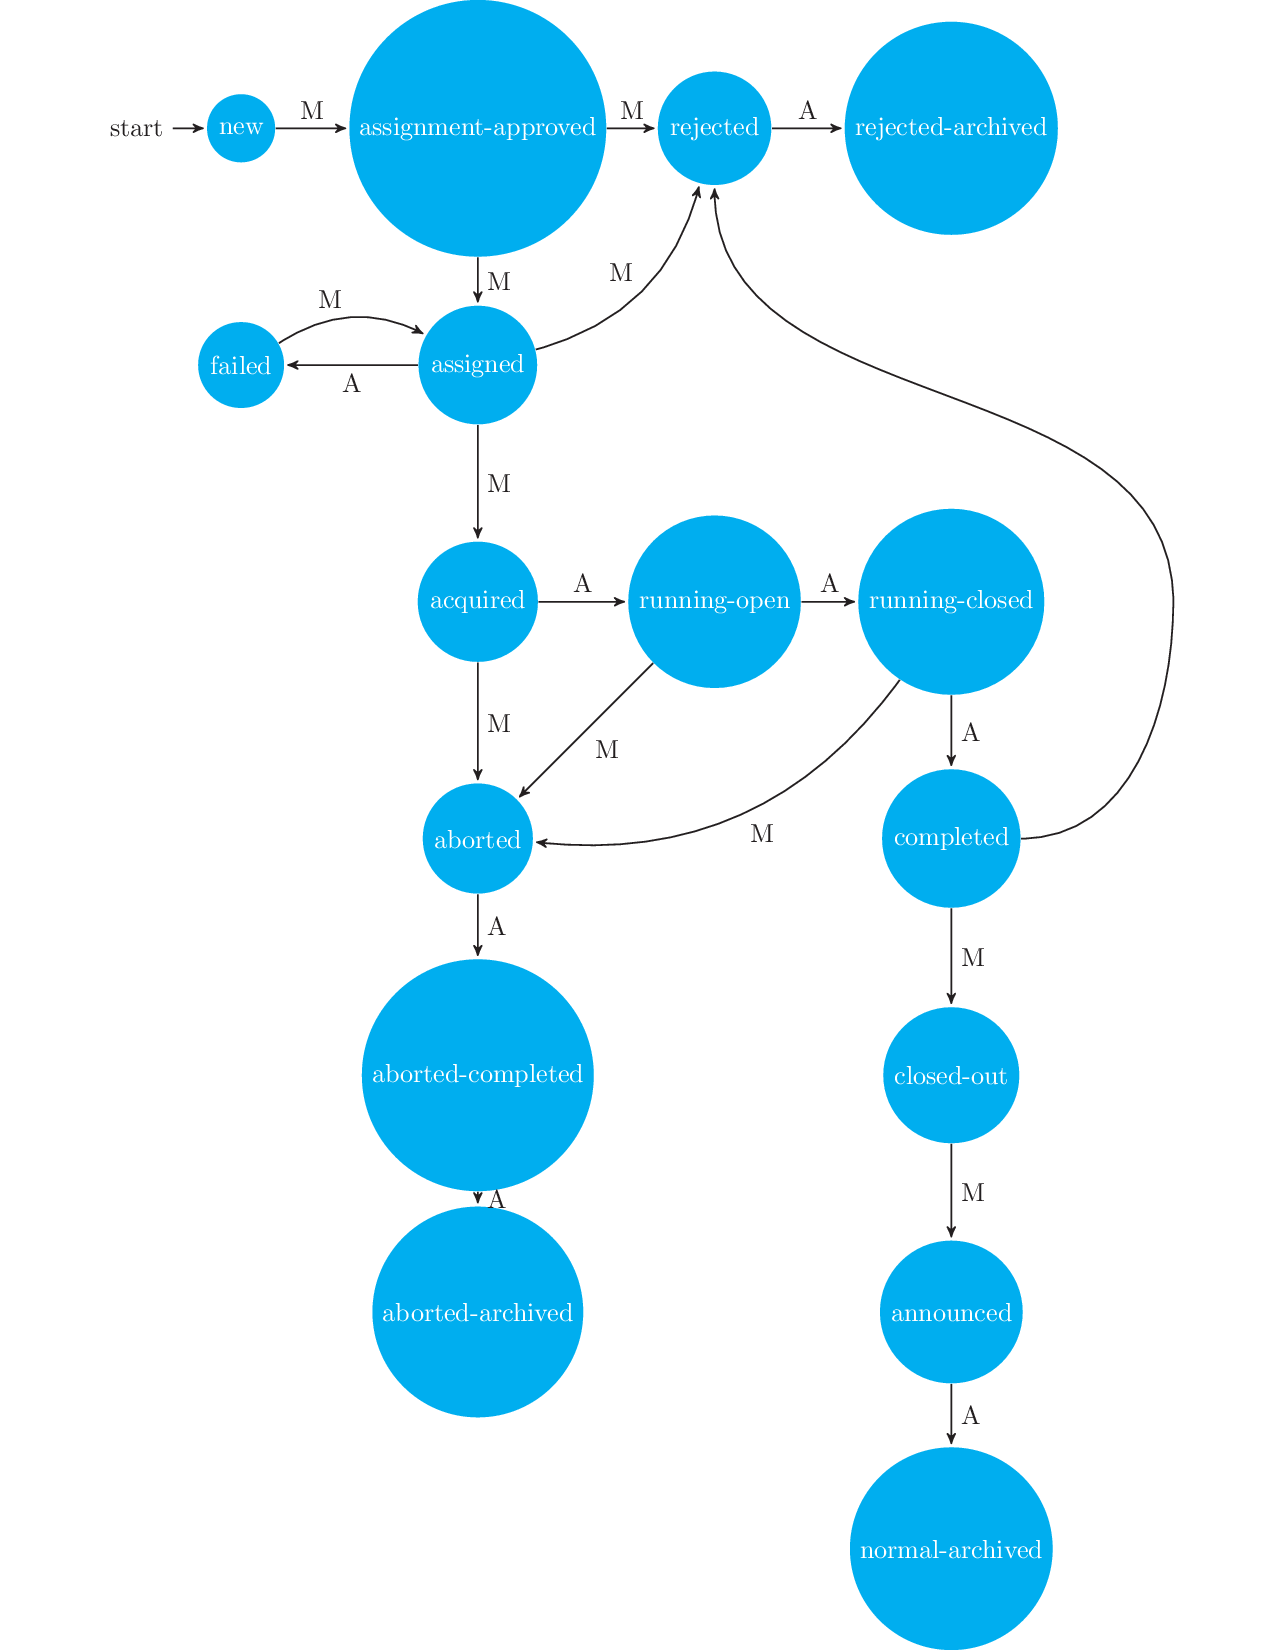 start
new
M
assignment-approved
M
rejected
A
rejected-archived
M
M
M
failed
A
assigned
M
acquired
A
running-open
A
running-closed
M
M
M
A
aborted
completed
A
M
aborted-completed
closed-out
A
M
aborted-archived
announced
A
normal-archived